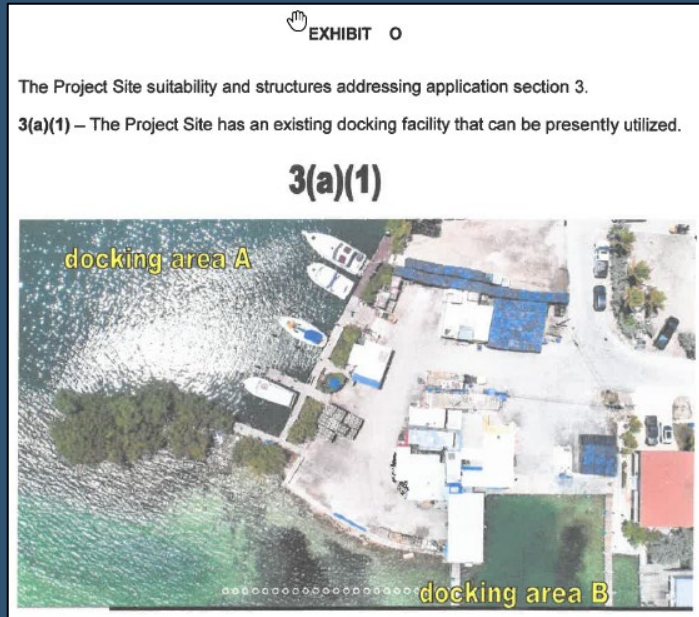 EXHIBIT O
The Project Site suitability and structures addressing application section 3.
3(a)(1) – The Project Site has an existing docking facility that can be presently utilized.
3(a)(1)
docking area A
docking area B